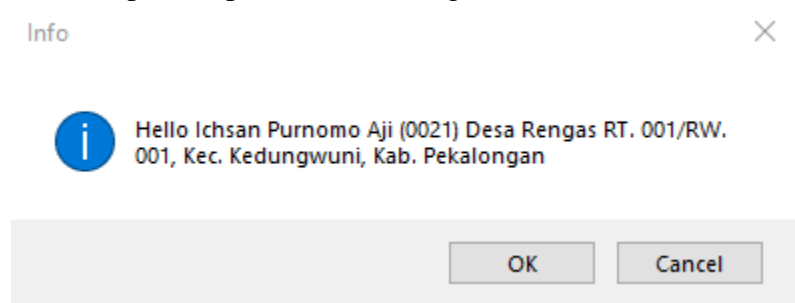 Info
Hello Ichsan Purnomo Aji (0021) Desa Rengas RT. 001/RW.
001, Kec. Kedungwuni, Kab. Pekalongan
OK
Cancel